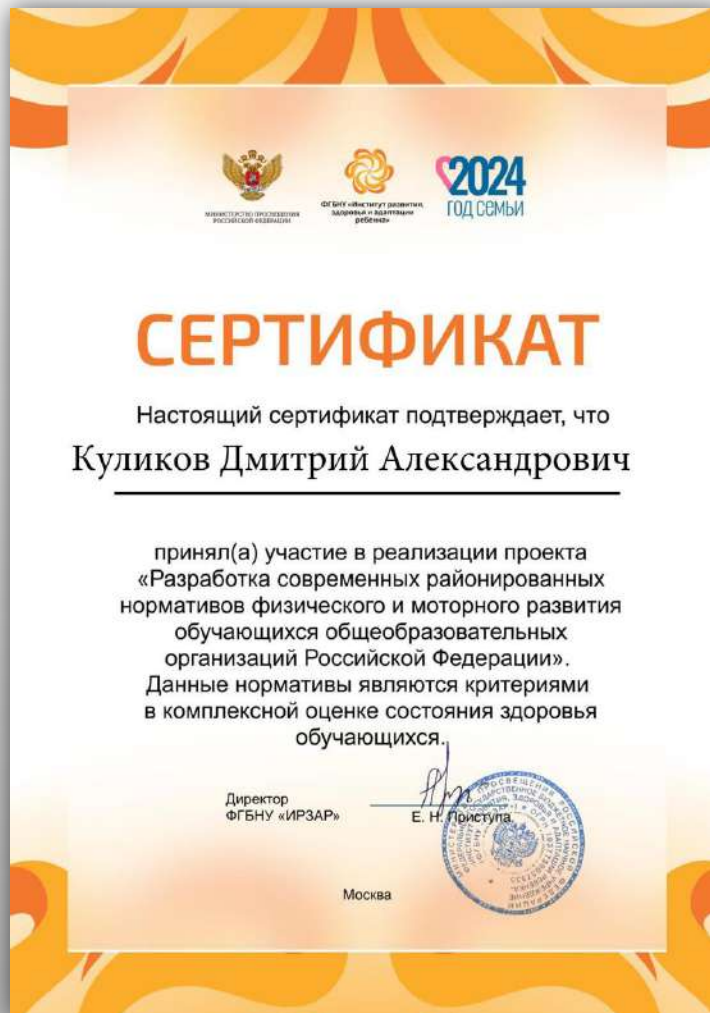 МИНИСТЕРСТВО ПРОСВЕЩЕНИЯ
РОССИЙСКОЙ ФЕДЕРАЦИИ
ФГБНУ «Институт развития,
здоровья и адаптации
ребенка»
2024
ГОД СЕМЬИ
СЕРТИФИКАТ
Настоящий сертификат подтверждает, что
Куликов Дмитрий Александрович
принял(а) участие в реализации проекта
«Разработка современных районированных
нормативов физического и моторного развития
обучающихся общеобразовательных
организаций Российской Федерации».
Данные нормативы являются критериями
в комплексной оценке состояния здоровья
обучающихся.
Директор
ФГБНУ «ИРЗАР»
Е. Н. Приступа
Москва